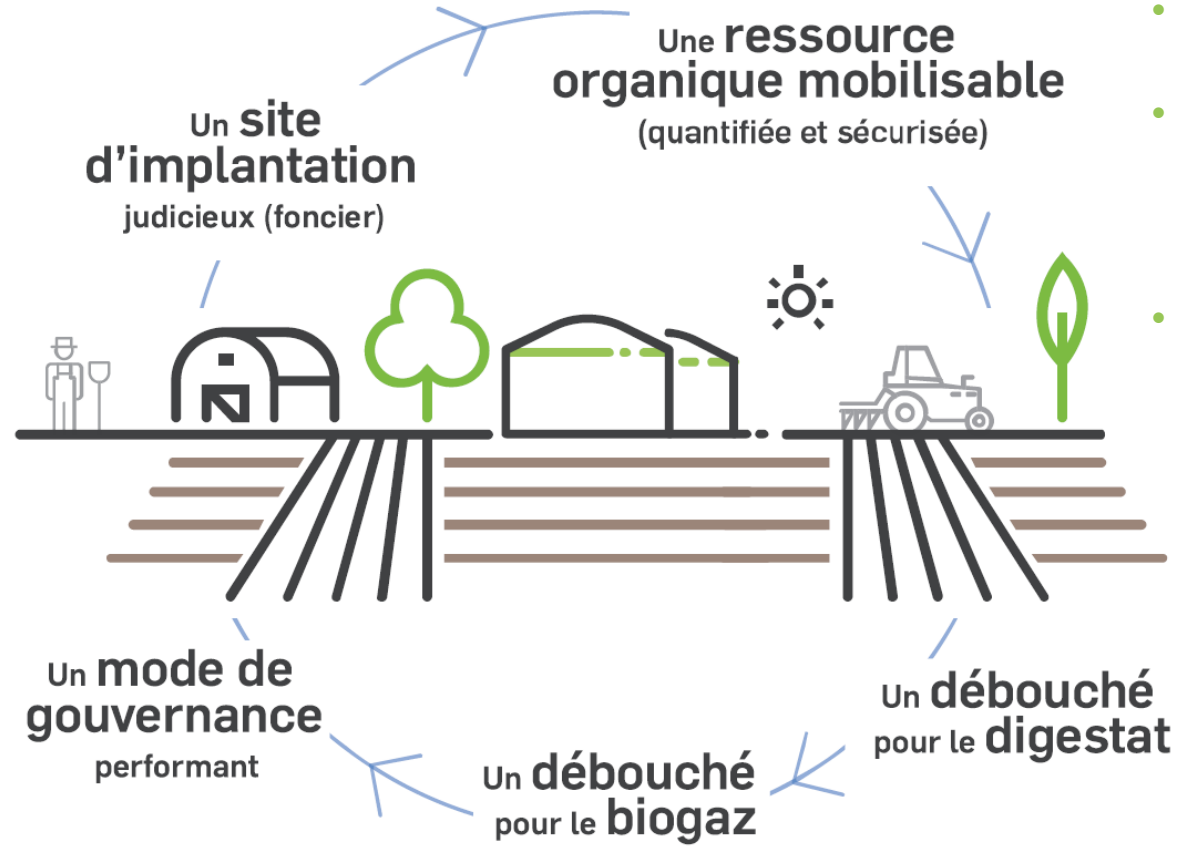 Une ressource
organique mobilisable
(quantifiée et sécurisée)
Un site
d'implantation
judicieux (foncier)
Un mode de
gouvernance
performant
Un débouché
pour le biogaz
Un débouché
pour le digestat